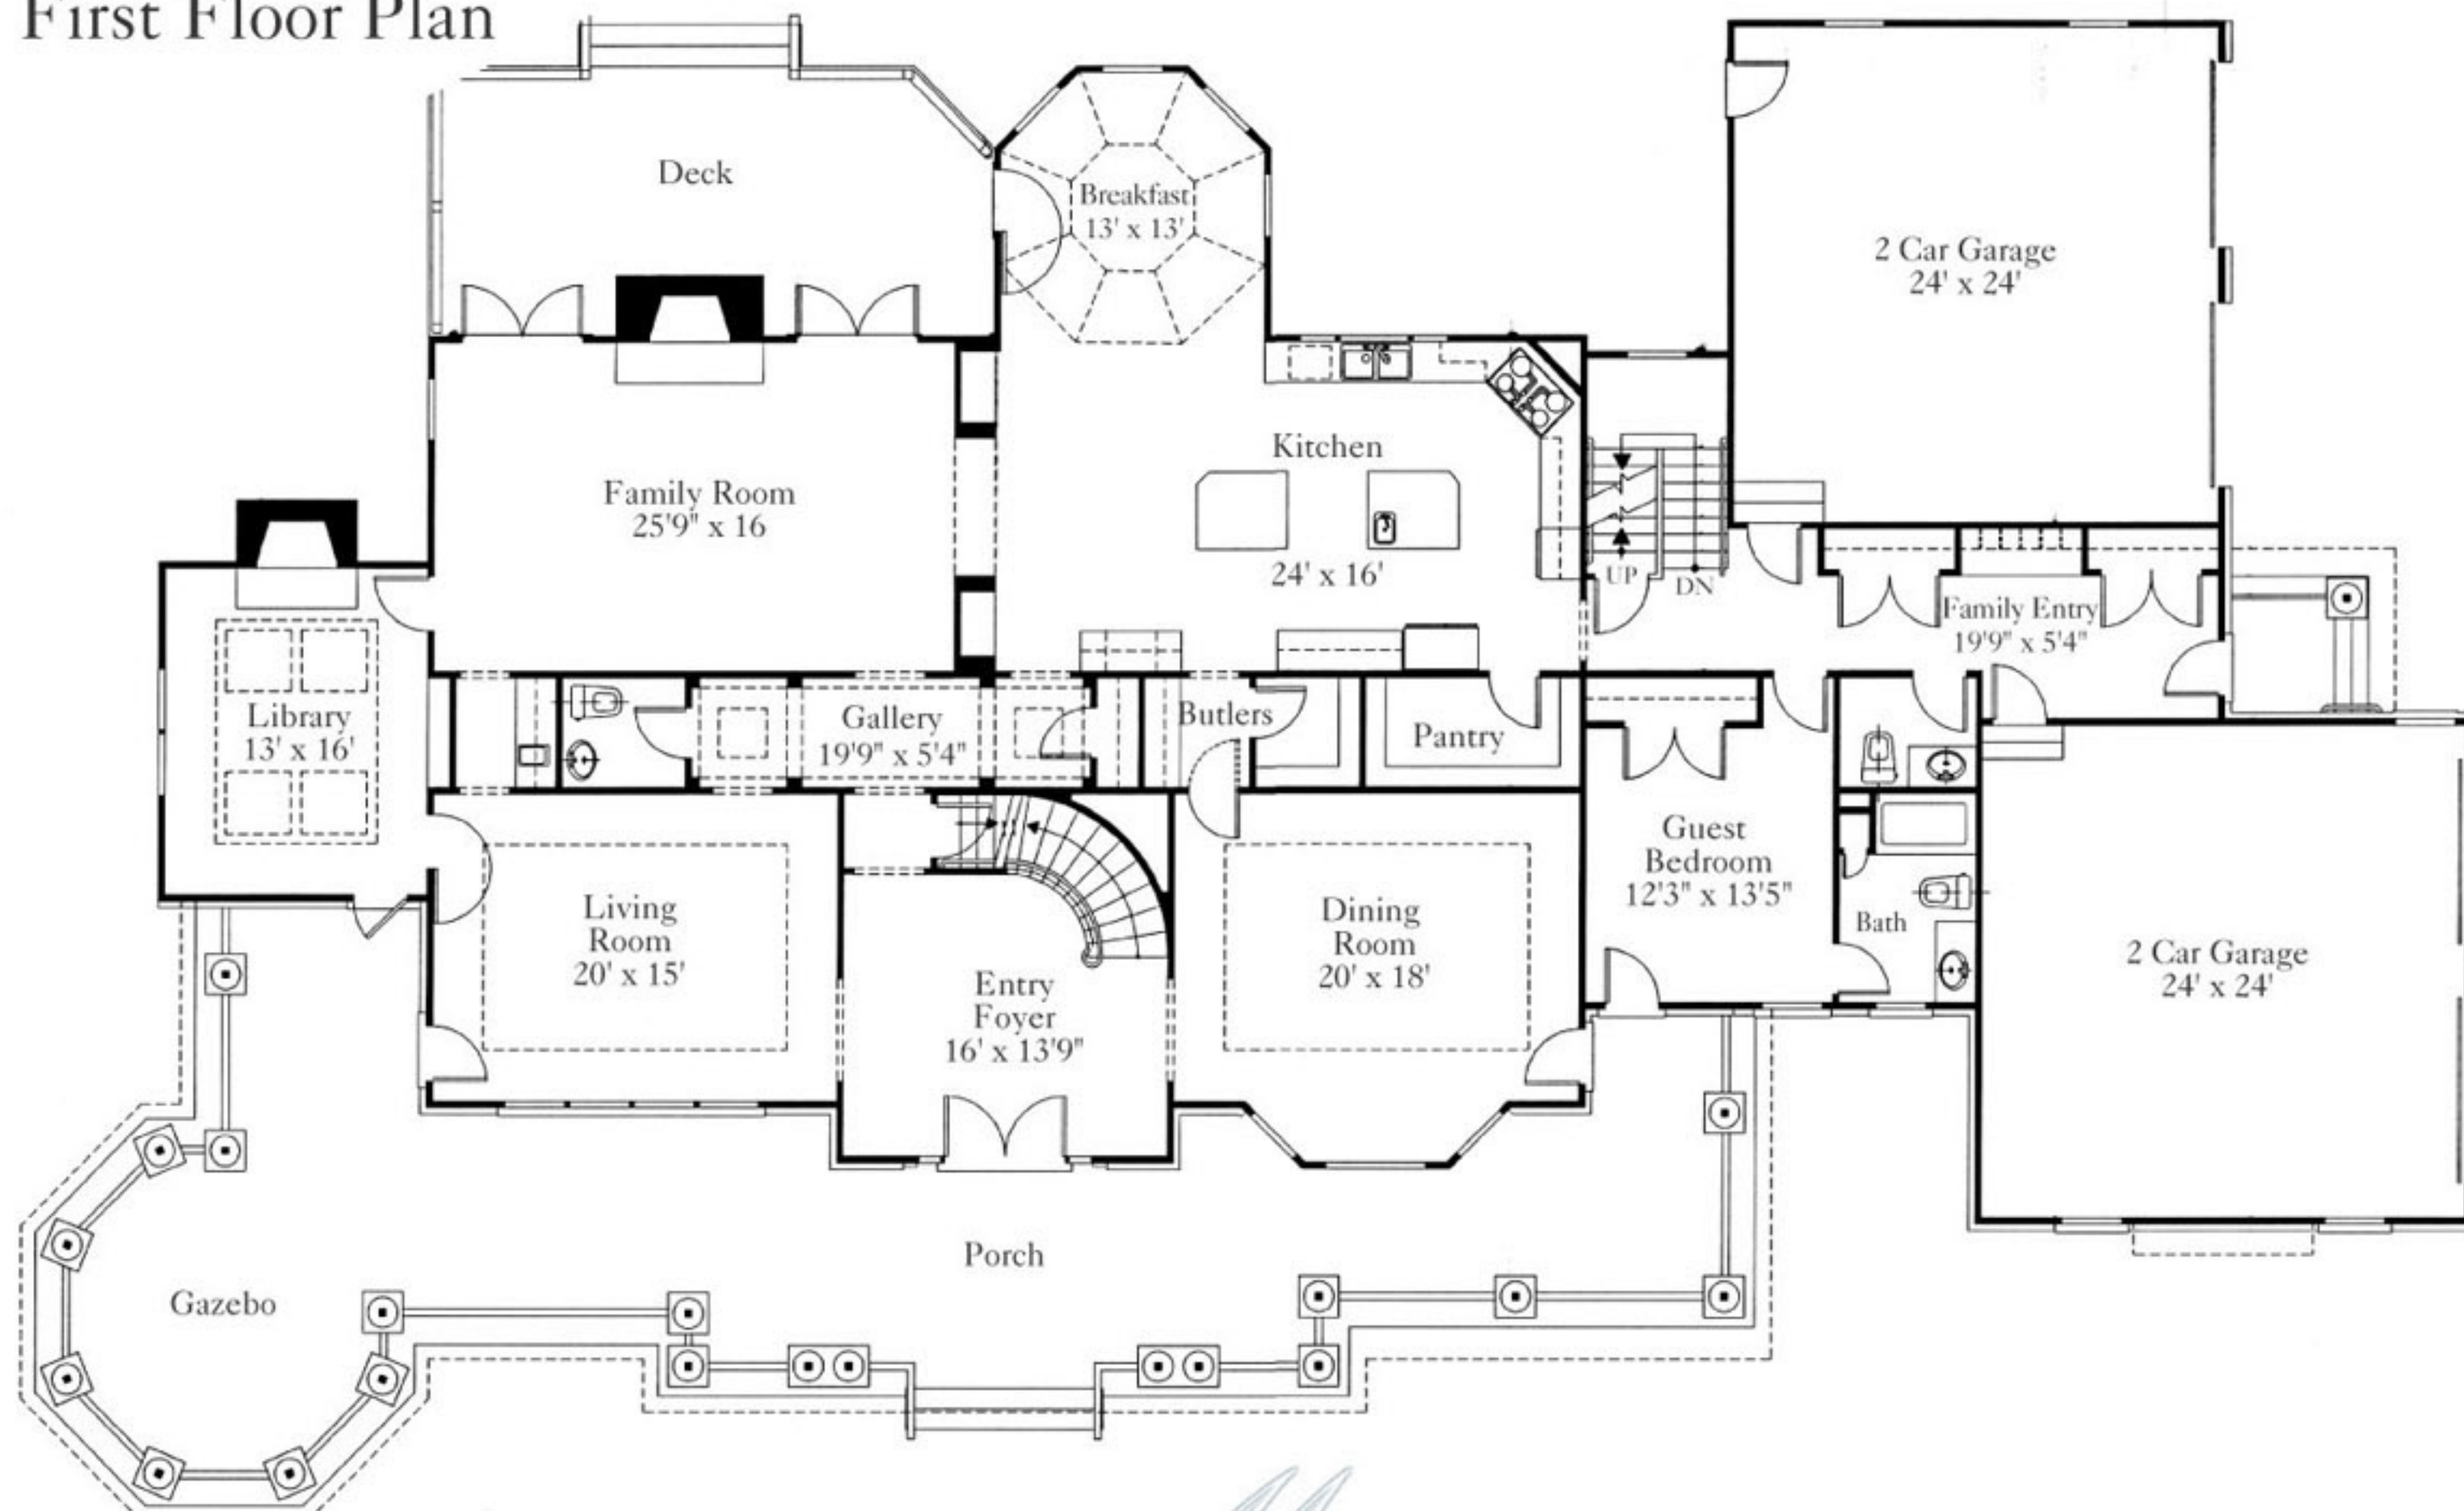 First Floor Plan
Deck
Breakfast
13' x 13'
2 Car Garage
24' x 24'
Family Room
25'9" x 16
Kitchen
24' x 16'
UP
DN
Family Entry
19'9" x 5'4"
Library
13' x 16'
Gallery
19'9" x 5'4"
Butlers
Pantry
Living
Room
20' x 15'
Entry
Foyer
16' x 13'9"
Dining
Room
20' x 18'
Guest
Bedroom
12'3" x 13'5"
Bath
2 Car Garage
24' x 24'
Gazebo
Porch